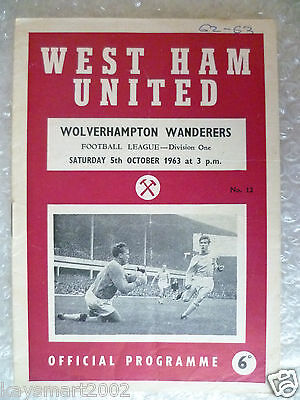 62-63
WEST HAM
UNITED
WOLVERHAMPTON WANDERERS
FOOTBALL LEAGUE—Division One
SATURDAY 5th OCTOBER 1963 at 3 p.m.
No. 12
OFFICIAL PROGRAMME 6D
kaysmart2002